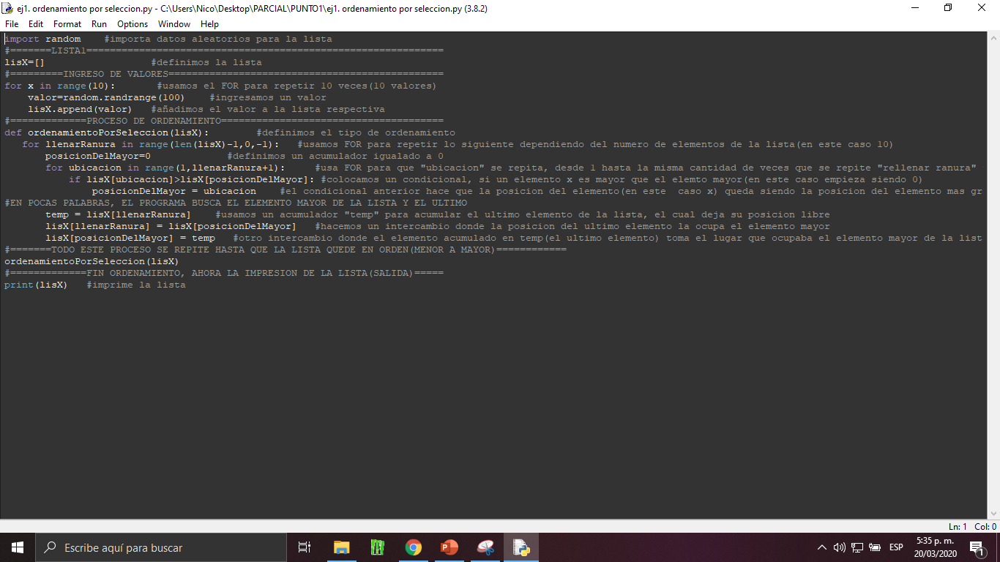 ej1. ordenamiento por seleccion.py - C:\Users\Nico\Desktop\PARCIAL\PUNTO1\ej1. ordenamiento por seleccion.py (3.8.2)
File Edit Format Run Options Window Help
import random    #importa datos aleatorios para la lista
#=======LISTA1=============================================================
lisX=[]                  #definimos la lista
#=========INGRESO DE VALORES===============================================
for x in range(10):       #usamos el FOR para repetir 10 veces(10 valores)
    valor=random.randrange(100)    #ingresamos un valor
    lisX.append(valor)   #añadimos el valor a la lista respectiva
#=============PROCESO DE ORDENAMIENTO======================================
def ordenamientoPorSeleccion(lisX):        #definimos el tipo de ordenamiento
   for llenarRanura in range(len(lisX)-1,0,-1):   #usamos FOR para repetir lo siguiente dependiendo del numero de elementos de la lista(en este caso 10)
       posicionDelMayor=0             #definimos un acumulador igualado a 0
       for ubicacion in range(1,llenarRanura+1):     #usa FOR para que "ubicacion" se repita, desde 1 hasta la misma cantidad de veces que se repite "rellenar ranura"
           if lisX[ubicacion]>lisX[posicionDelMayor]: #colocamos un condicional, si un elemento x es mayor que el elemto mayor(en este caso empieza siendo 0)
               posicionDelMayor = ubicacion    #el condicional anterior hace que la posicion del elemento(en este  caso x) queda siendo la posicion del elemento mas gr
#EN POCAS PALABRAS, EL PROGRAMA BUSCA EL ELEMENTO MAYOR DE LA LISTA Y EL ULTIMO
       temp = lisX[llenarRanura]    #usamos un acumulador "temp" para acumular el ultimo elemento de la lista, el cual deja su posicion libre
       lisX[llenarRanura] = lisX[posicionDelMayor]   #hacemos un intercambio donde la posicion del ultimo elemento la ocupa el elemento mayor
       lisX[posicionDelMayor] = temp   #otro intercambio donde el elemento acumulado en temp(el ultimo elemento) toma el lugar que ocupaba el elemento mayor de la list
#=======TODO ESTE PROCESO SE REPITE HASTA QUE LA LISTA QUEDE EN ORDEN(MENOR A MAYOR)============
ordenamientoPorSeleccion(lisX)
#=============FIN ORDENAMIENTO, AHORA LA IMPRESION DE LA LISTA(SALIDA)=====
print(lisX)   #imprime la lista
Ln: 1 Col: 0
Escribe aquí para buscar
ESP
5:35 p. m.
20/03/2020
1